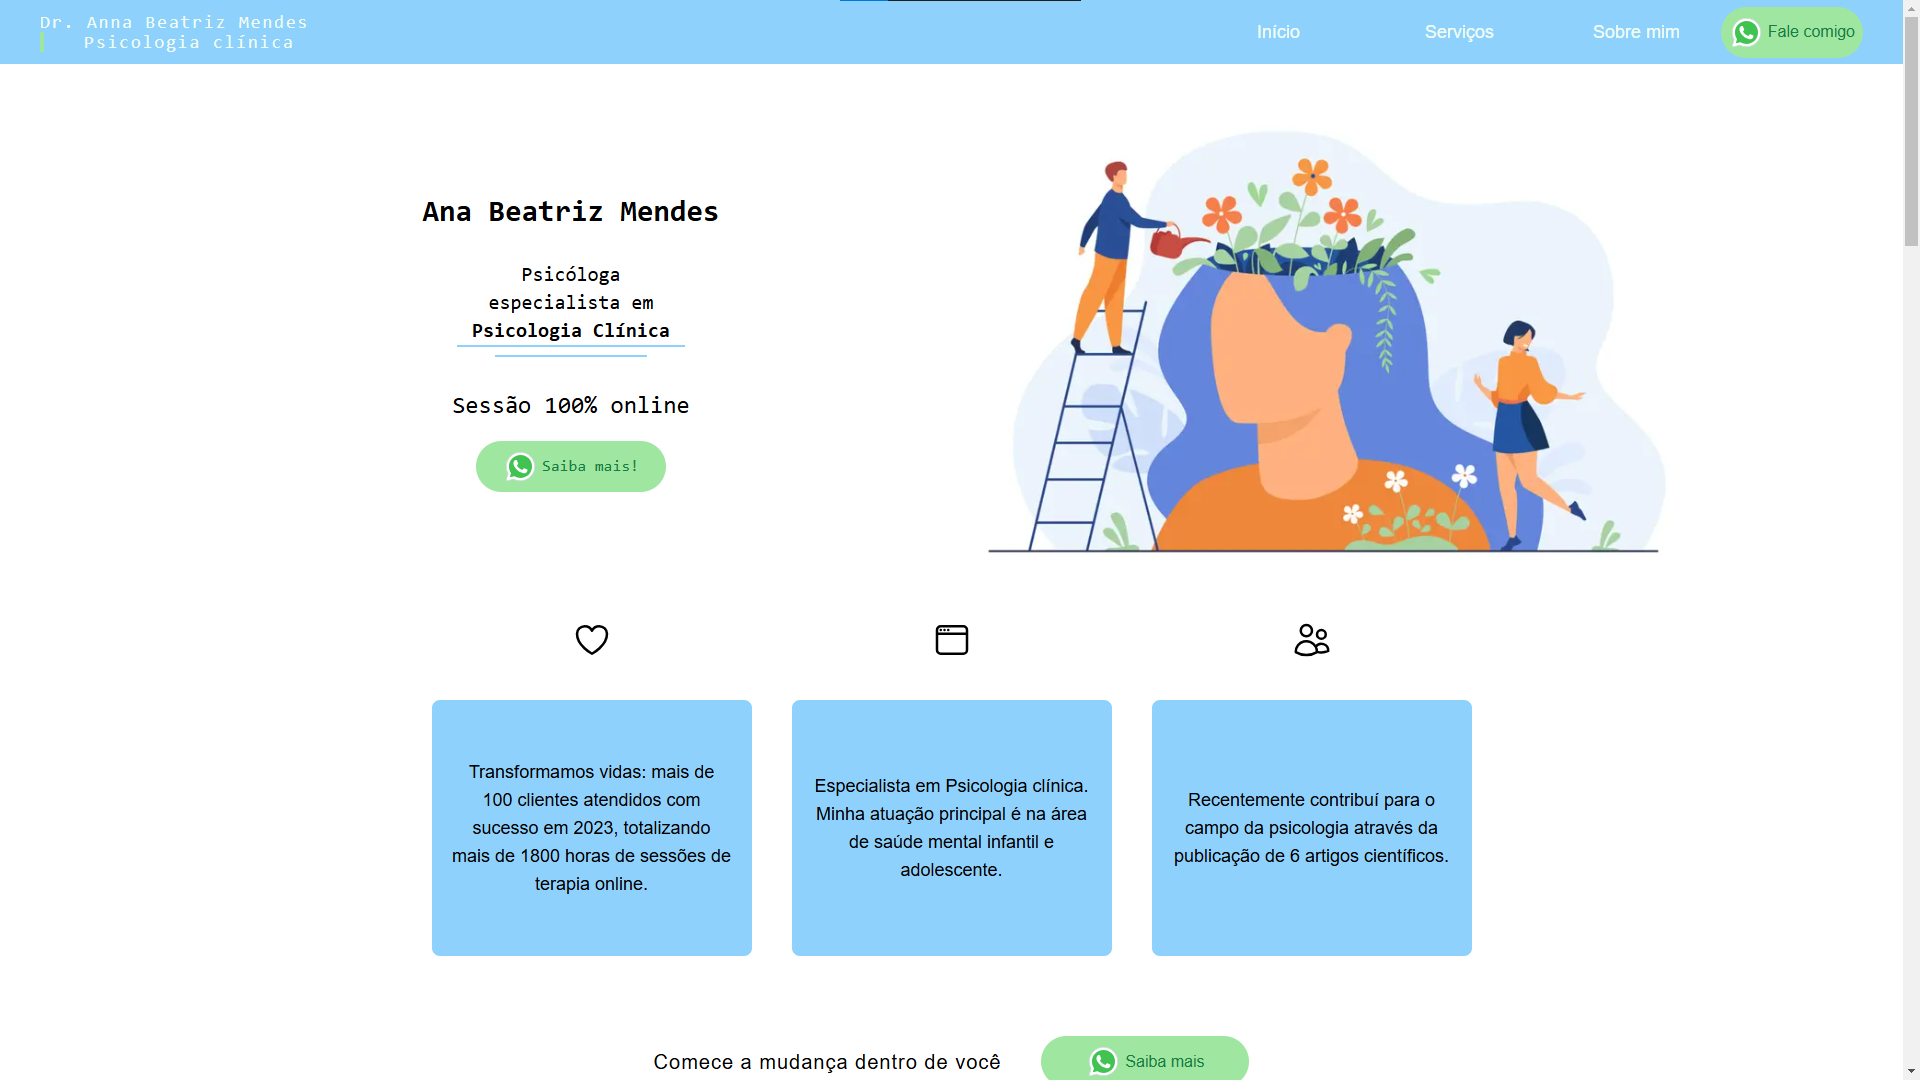 Dr. Anna Beatriz Mendes
Psicologia clínica
Início
Serviços
Sobre mim
Fale comigo
Ana Beatriz Mendes
Psicóloga
especialista em
Psicologia Clínica
Sessão 100% online
Saiba mais!
Transformamos vidas: mais de
100 clientes atendidos com
sucesso em 2023, totalizando
mais de 1800 horas de sessões de
terapia online.
Especialista em Psicologia clínica.
Minha atuação principal é na área
de saúde mental infantil e
adolescente.
Recentemente contribuí para o
campo da psicologia através da
publicação de 6 artigos científicos.
Comece a mudança dentro de você
Saiba mais